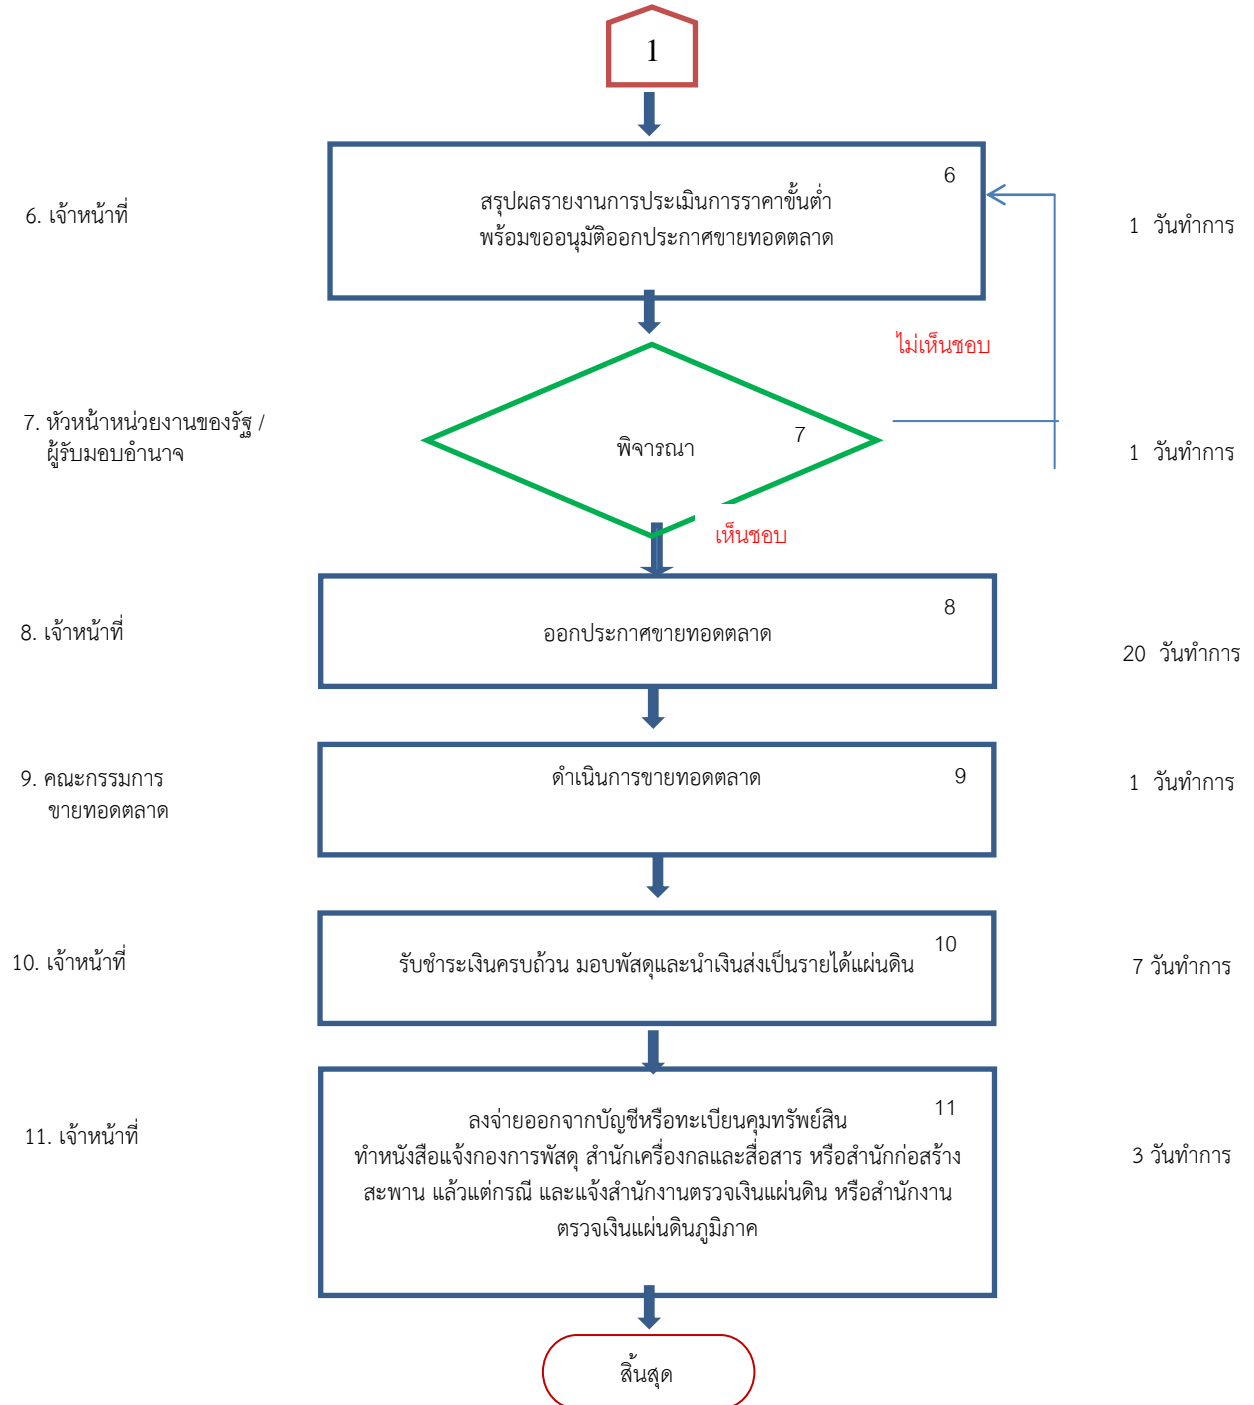 1
6
6. เจ้าหน้าที่
สรุปผลรายงานการประเมินการราคาขั้นต่ำ
พร้อมขออนุมัติออกประกาศขายทอดตลาด
1 วันทำการ
ไม่เห็นชอบ
7. หัวหน้าหน่วยงานของรัฐ /
ผู้รับมอบอำนาจ
พิจารณา
7
1 วันทำการ
เห็นชอบ
8
8. เจ้าหน้าที่
ออกประกาศขายทอดตลาด
20 วันทำการ
9. คณะกรรมการ
ขายทอดตลาด
ดำเนินการขายทอดตลาด
9
1 วันทำการ
10
10. เจ้าหน้าที่
รับชำระเงินครบถ้วน มอบพัสดุและนำเงินส่งเป็นรายได้แผ่นดิน
7 วันทำการ
11
11. เจ้าหน้าที่
ลงจ่ายออกจากบัญชีหรือทะเบียนคุมทรัพย์สิน
ทำหนังสือแจ้งกองการพัสดุ สำนักเครื่องกลและสื่อสาร หรือสำนักก่อสร้าง
สะพาน แล้วแต่กรณี และแจ้งสำนักงานตรวจเงินแผ่นดิน หรือสำนักงาน
ตรวจเงินแผ่นดินภูมิภาค
3 วันทำการ
สิ้นสุด